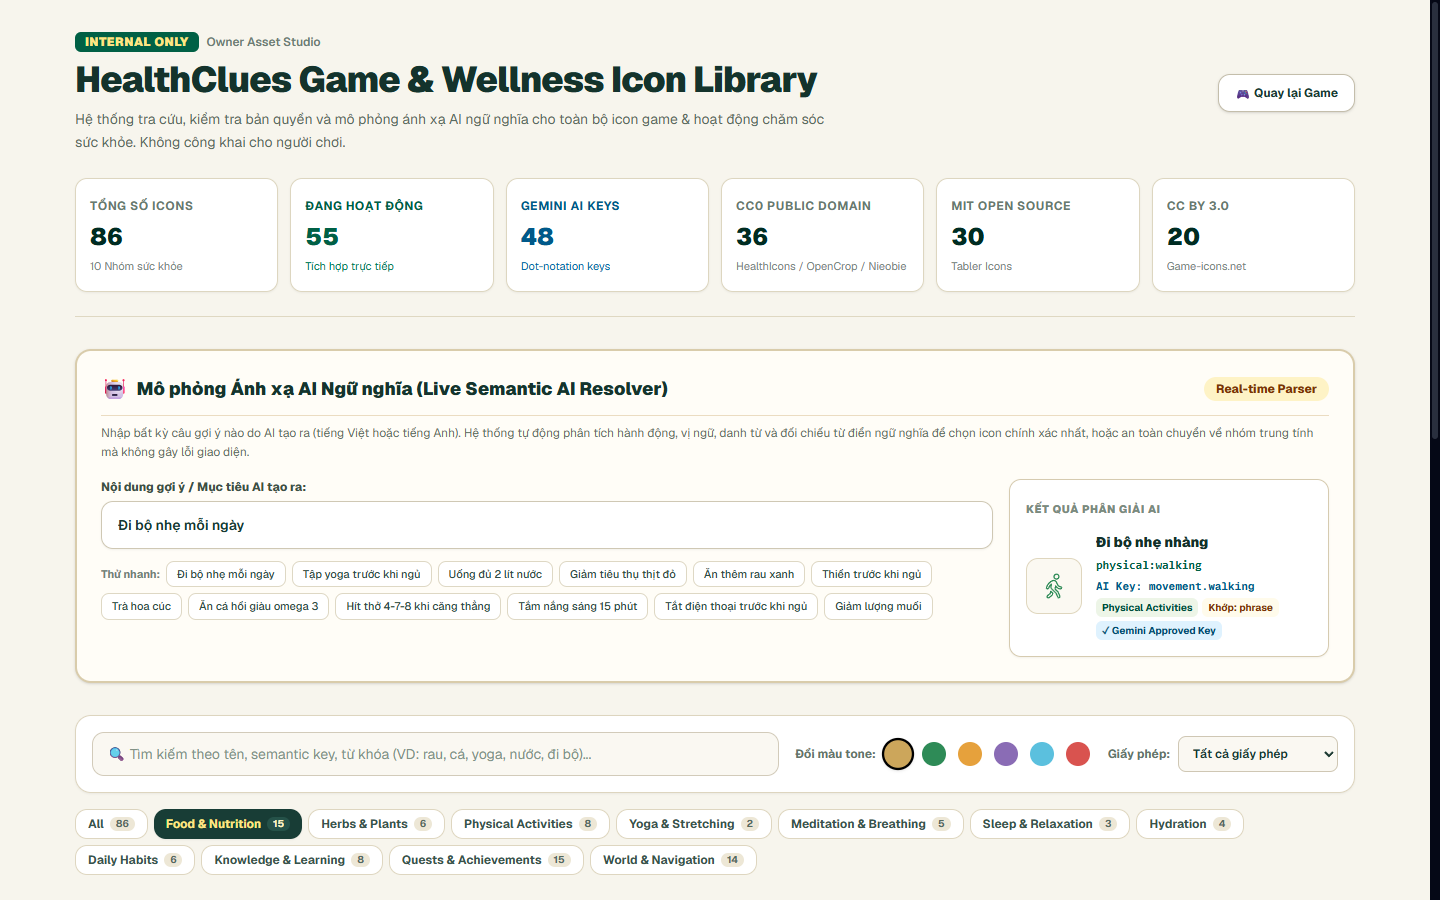 INTERNAL ONLY Owner Asset Studio
HealthClues Game & Wellness Icon Library
Hệ thống tra cứu, kiểm tra bản quyền và mô phỏng ánh xạ AI ngữ nghĩa cho toàn bộ icon game & hoạt động chăm sóc
sức khỏe. Không công khai cho người chơi.
Quay lại Game
TỔNG SỐ ICONS
86
10 Nhóm sức khỏe
ĐANG HOẠT ĐỘNG
55
Tích hợp trực tiếp
GEMINI AI KEYS
48
Dot-notation keys
CC0 PUBLIC DOMAIN
36
HealthIcons / OpenCrop / Nieobie
MIT OPEN SOURCE
30
Tabler Icons
CC BY 3.0
20
Game-icons.net
Mô phỏng Ánh xạ AI Ngữ nghĩa (Live Semantic AI Resolver)
Real-time Parser
Nhập bất kỳ câu gợi ý nào do AI tạo ra (tiếng Việt hoặc tiếng Anh). Hệ thống tự động phân tích hành động, vị ngữ, danh từ và đối chiếu từ điển ngữ nghĩa để chọn icon chính xác nhất, hoặc an toàn chuyển về nhóm trung tính
mà không gây lỗi giao diện.
Nội dung gợi ý / Mục tiêu AI tạo ra:
Đi bộ nhẹ mỗi ngày
Thử nhanh: Đi bộ nhẹ mỗi ngày Tập yoga trước khi ngủ Uống đủ 2 lít nước Giảm tiêu thụ thịt đỏ Ăn thêm rau xanh Thiền trước khi ngủ
Trà hoa cúc Ăn cá hồi giàu omega 3 Hít thở 4-7-8 khi căng thẳng Tắm nắng sáng 15 phút Tắt điện thoại trước khi ngủ Giảm lượng muối
KẾT QUẢ PHÂN GIẢI AI
Đi bộ nhẹ nhàng
physical:walking
AI Key: movement.walking
Physical Activities Khớp: phrase
✓ Gemini Approved Key
Tìm kiếm theo tên, semantic key, từ khóa (VD: rau, cá, yoga, nước, đi bộ)...
Đổi màu tone:
Giấy phép: Tất cả giấy phép
All 86 Food & Nutrition 15 Herbs & Plants 6 Physical Activities 8 Yoga & Stretching 2 Meditation & Breathing 5 Sleep & Relaxation 3 Hydration 4
Daily Habits 6 Knowledge & Learning 8 Quests & Achievements 15 World & Navigation 14